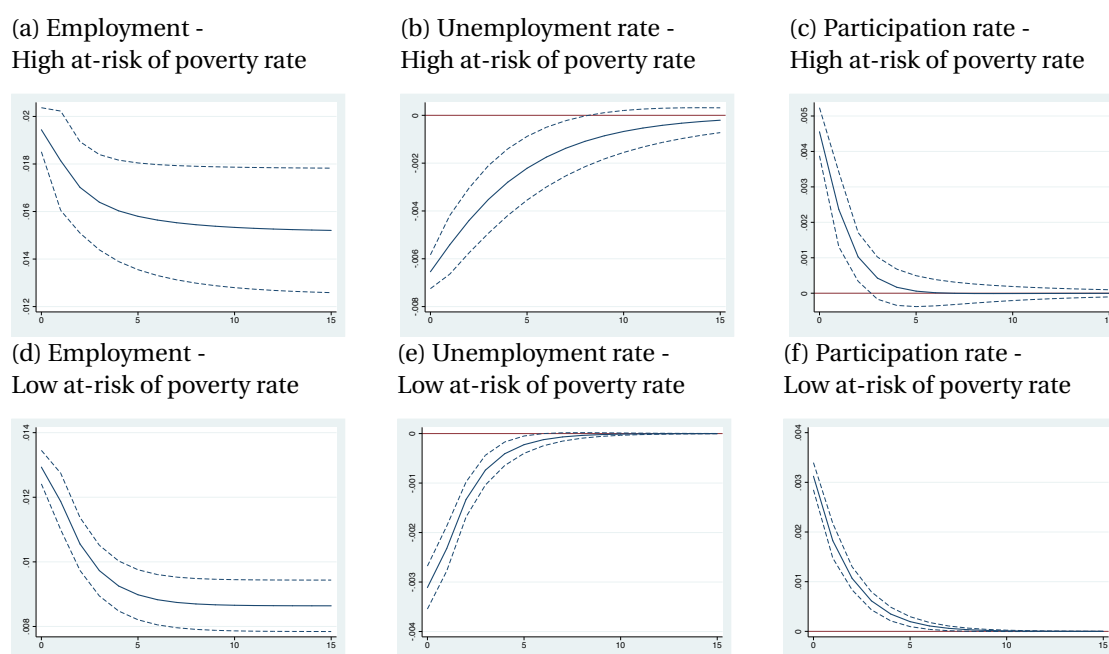 (a) Employment -
High at-risk of poverty rate
(b) Unemployment rate -
High at-risk of poverty rate
(c) Participation rate -
High at-risk of poverty rate
.02
.018
.016
.014
.012
0 5 10 15
0
-.002
-.004
-.006
-.008
0 5 10 15
.005
.004
.003
.002
.001
0
0 5 10
(d) Employment -
Low at-risk of poverty rate
(e) Unemployment rate -
Low at-risk of poverty rate
(f) Participation rate -
Low at-risk of poverty rate
.014
.012
.01
.008
0 5 10 15
0
-.001
-.002
-.003
-.004
0 5 10 15
.004
.003
.002
.001
0
0 5 10 15